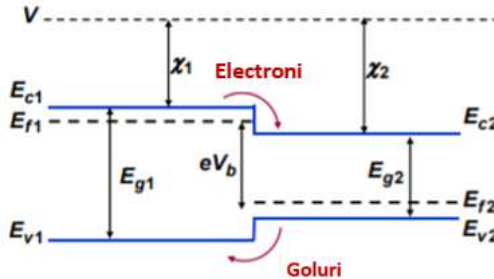 V
χ1
Electroni
χ2
Ec1
Ef1
Ec2
Eg1
eVb
Eg2
Ef2
Ev1
Ev2
Goluri